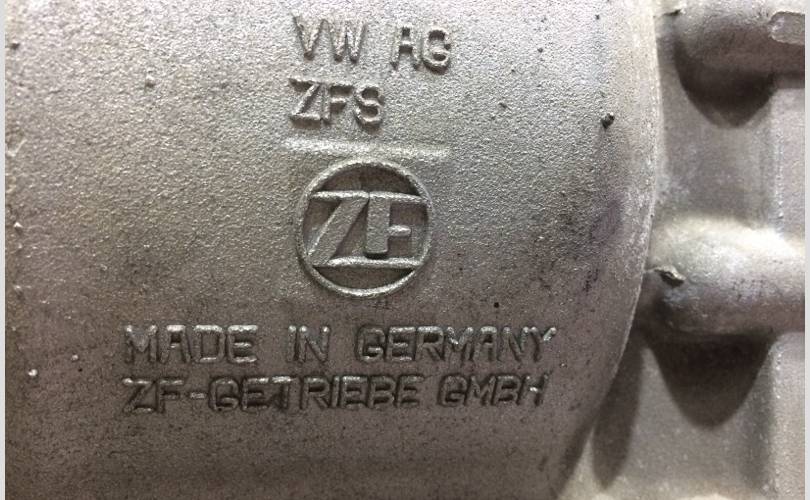 VW AG
ZFS
ZF
MADE IN GERMANY
ZF-GETRIEBE GMBH